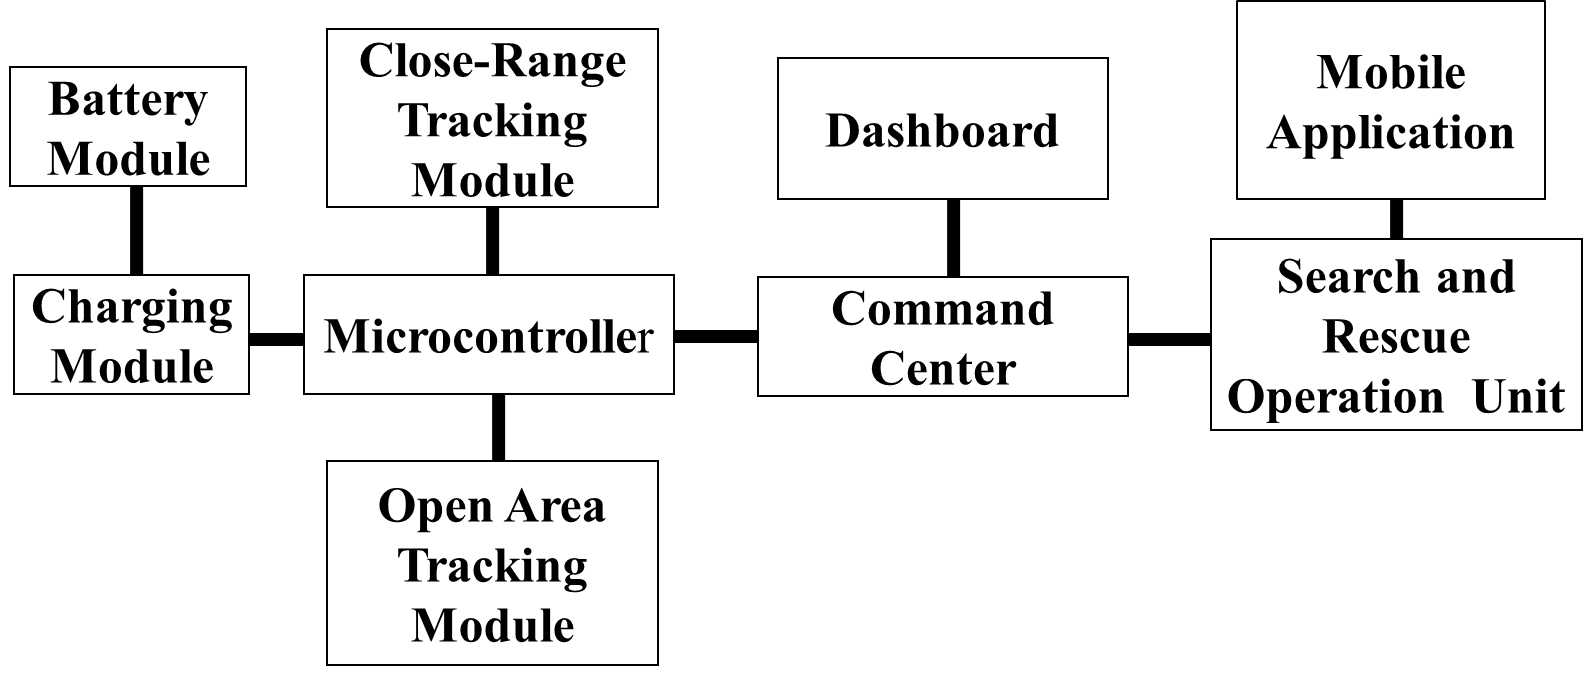 Battery
Module
Close-Range
Tracking
Module
Dashboard
Mobile
Application
Charging
Module
Microcontroller
Command
Center
Search and
Rescue
Operation  Unit
Open Area
Tracking
Module